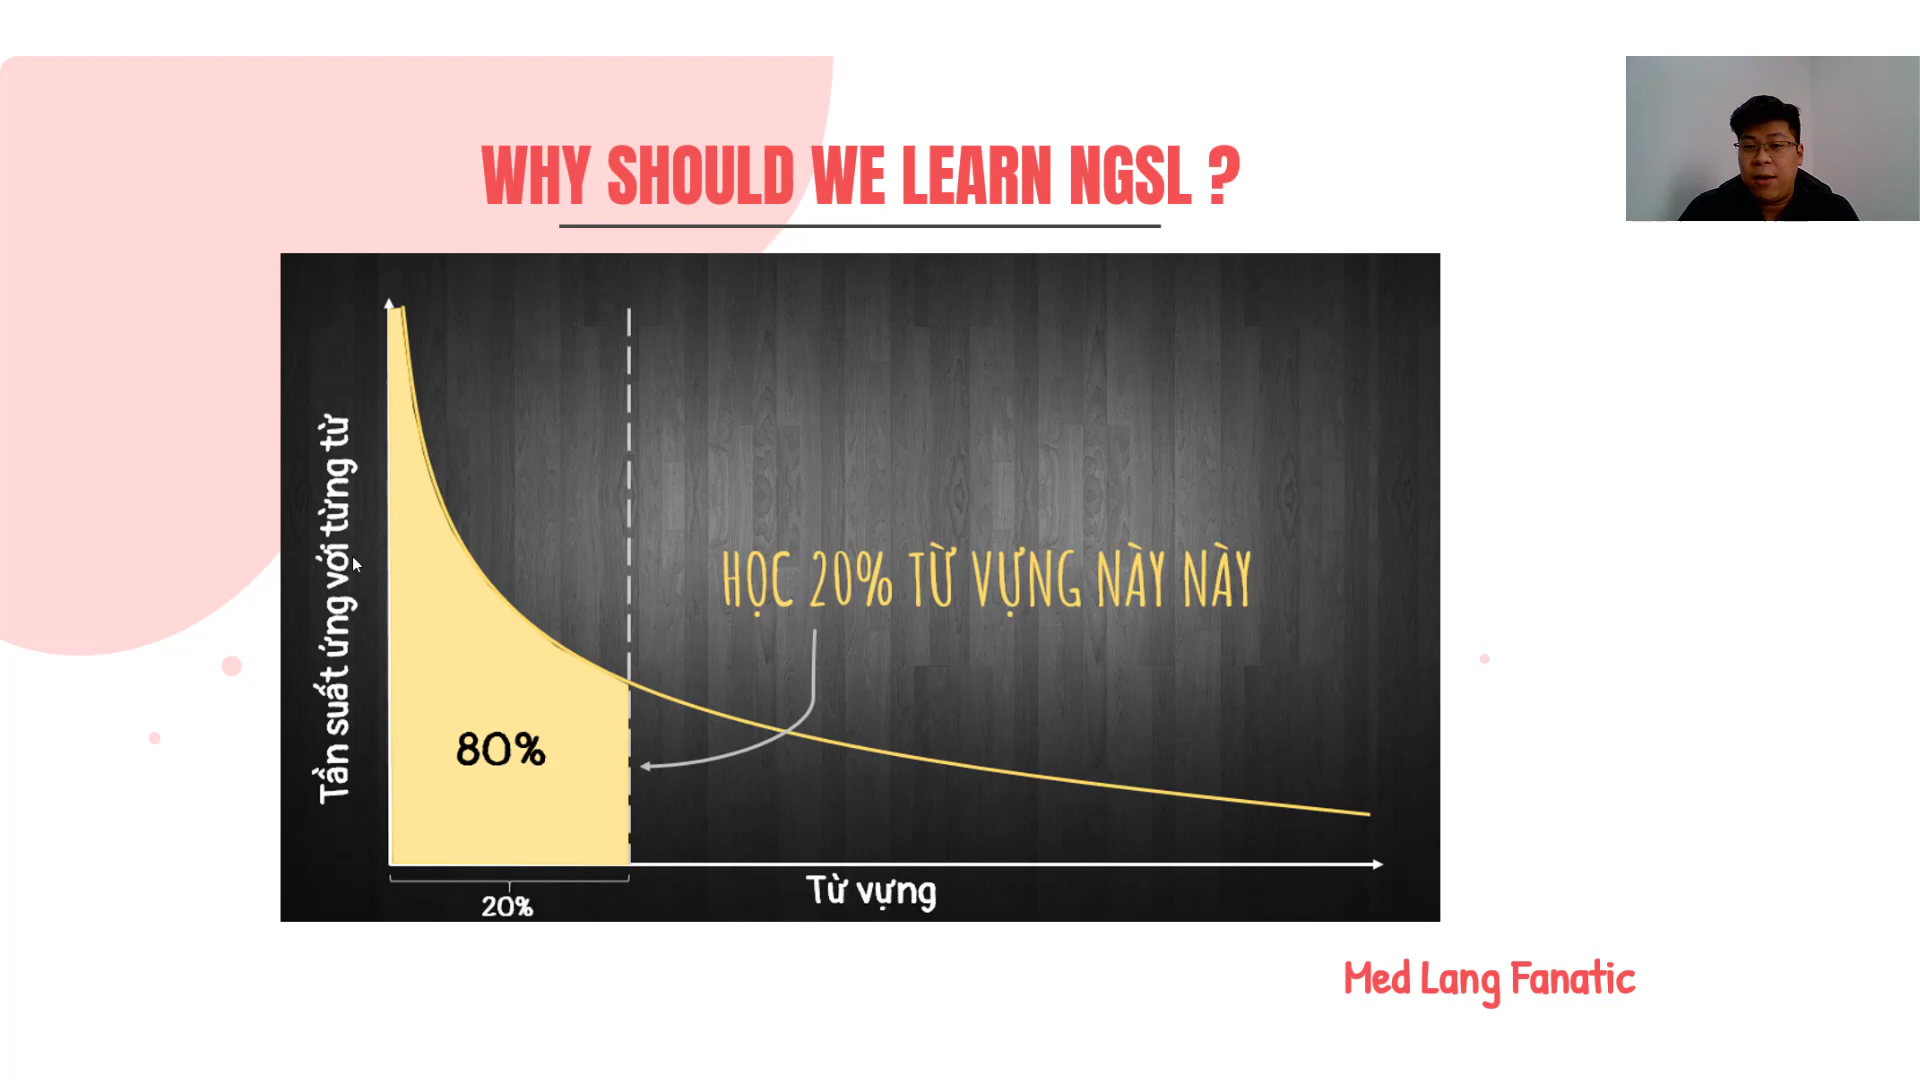 WHY SHOULD WE LEARN NGSL ?
Tần suất ứng với từng từ
HỌC 20% TỪ VỰNG NÀY NÀY
80%
Từ vựng
20%
Med Lang Fanatic